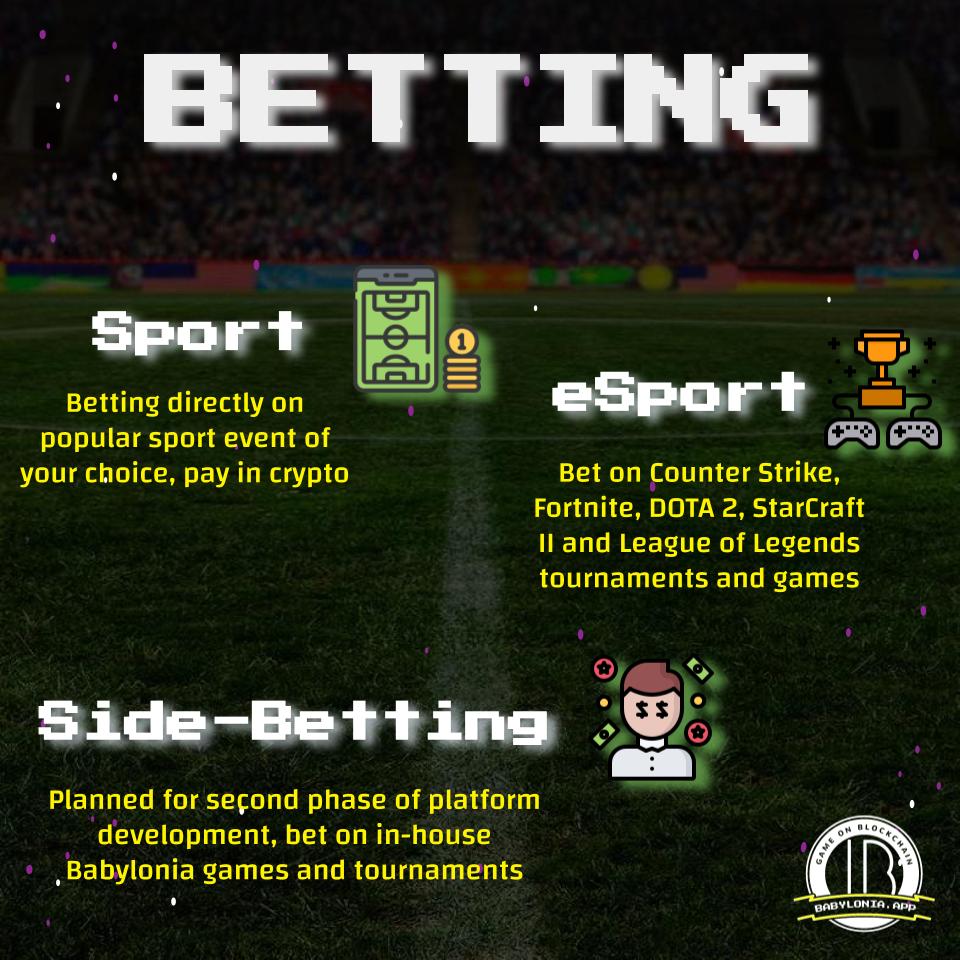 BETTING
Sport
Betting directly on
popular sport event of
your choice, pay in crypto
1
eSport
Bet on Counter Strike,
Fortnite, DOTA 2, StarCraft
II and League of Legends
tournaments and games
Side-Betting
$ $
Planned for second phase of platform
development, bet on in-house
Babylonia games and tournaments
GAME ON BLOCKCHAIN
B
BABYLONIA.APP